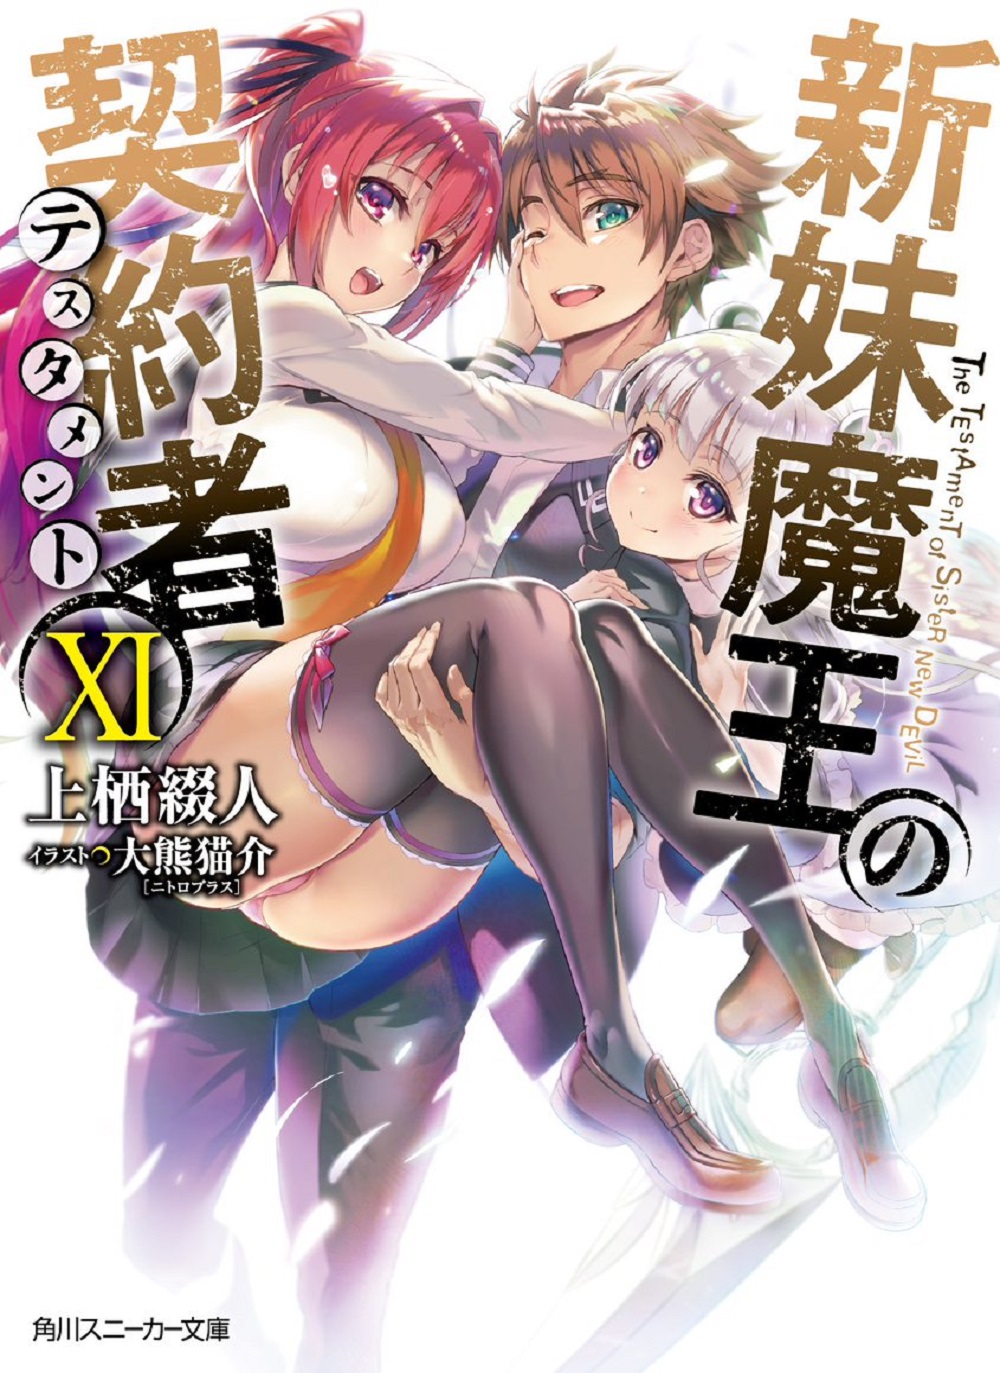 新妹魔王の
契約者
テスタメント
The TESTAmenT of SisteR New DEViL
XI
上栖綴人
イラスト 大熊猫介
[ニトロプラス]
角川スニーカー文庫